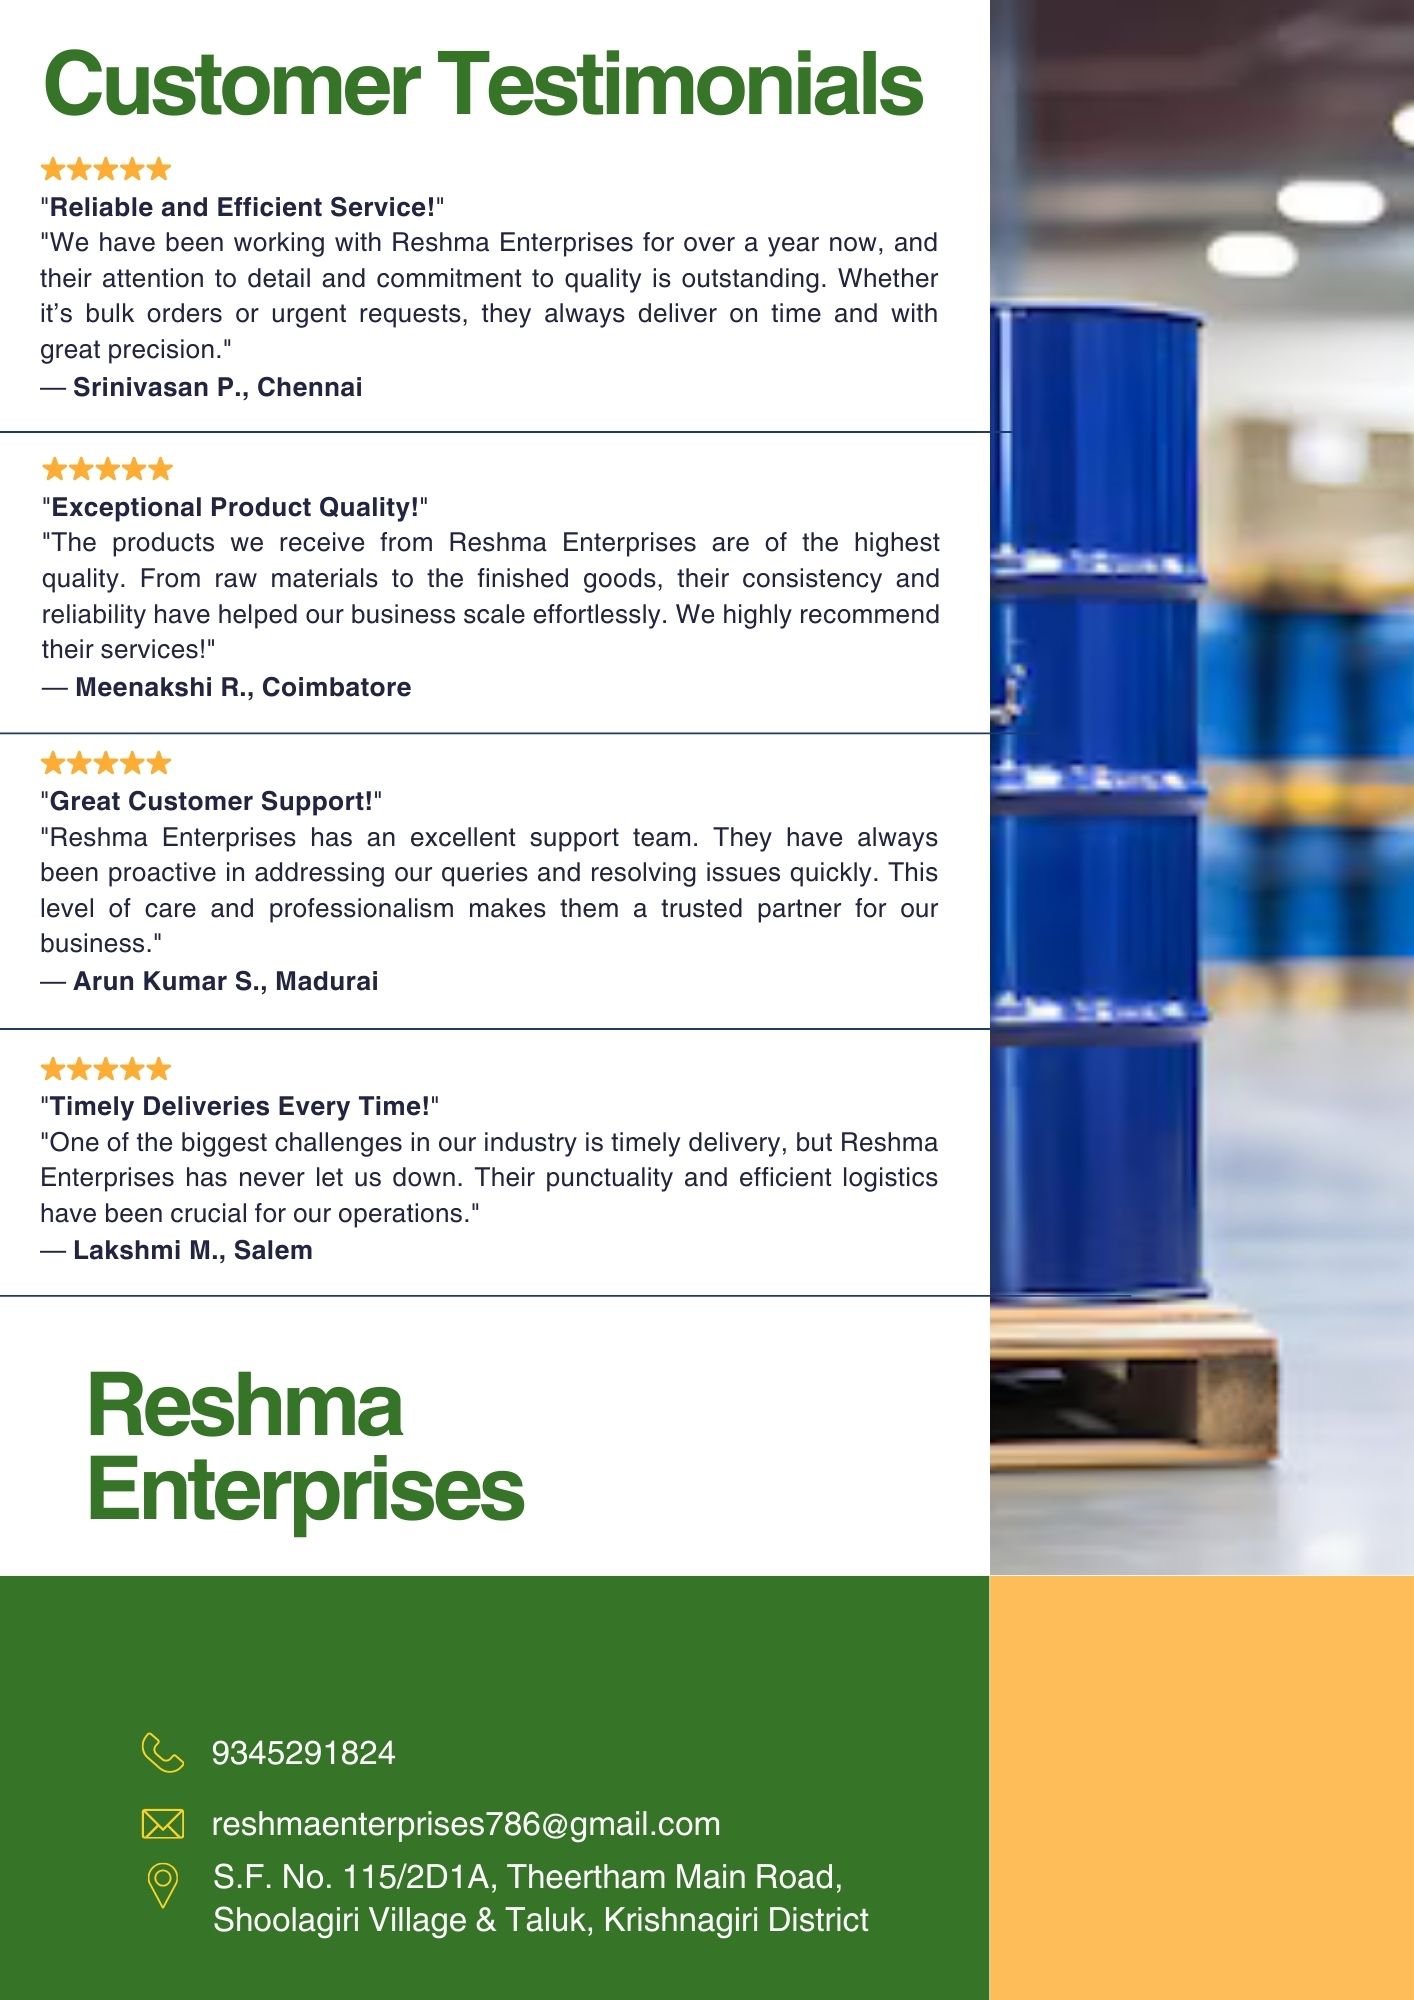 Customer Testimonials
"Reliable and Efficient Service!"
"We have been working with Reshma Enterprises for over a year now, and
their attention to detail and commitment to quality is outstanding. Whether
it’s bulk orders or urgent requests, they always deliver on time and with
great precision."
— Srinivasan P., Chennai
"Exceptional Product Quality!"
"The products we receive from Reshma Enterprises are of the highest
quality. From raw materials to the finished goods, their consistency and
reliability have helped our business scale effortlessly. We highly recommend
their services!"
— Meenakshi R., Coimbatore
"Great Customer Support!"
"Reshma Enterprises has an excellent support team. They have always
been proactive in addressing our queries and resolving issues quickly. This
level of care and professionalism makes them a trusted partner for our
business."
— Arun Kumar S., Madurai
"Timely Deliveries Every Time!"
"One of the biggest challenges in our industry is timely delivery, but Reshma
Enterprises has never let us down. Their punctuality and efficient logistics
have been crucial for our operations."
— Lakshmi M., Salem
Reshma
Enterprises
9345291824
reshmaenterprises786@gmail.com
S.F. No. 115/2D1A, Theertham Main Road,
Shoolagiri Village & Taluk, Krishnagiri District